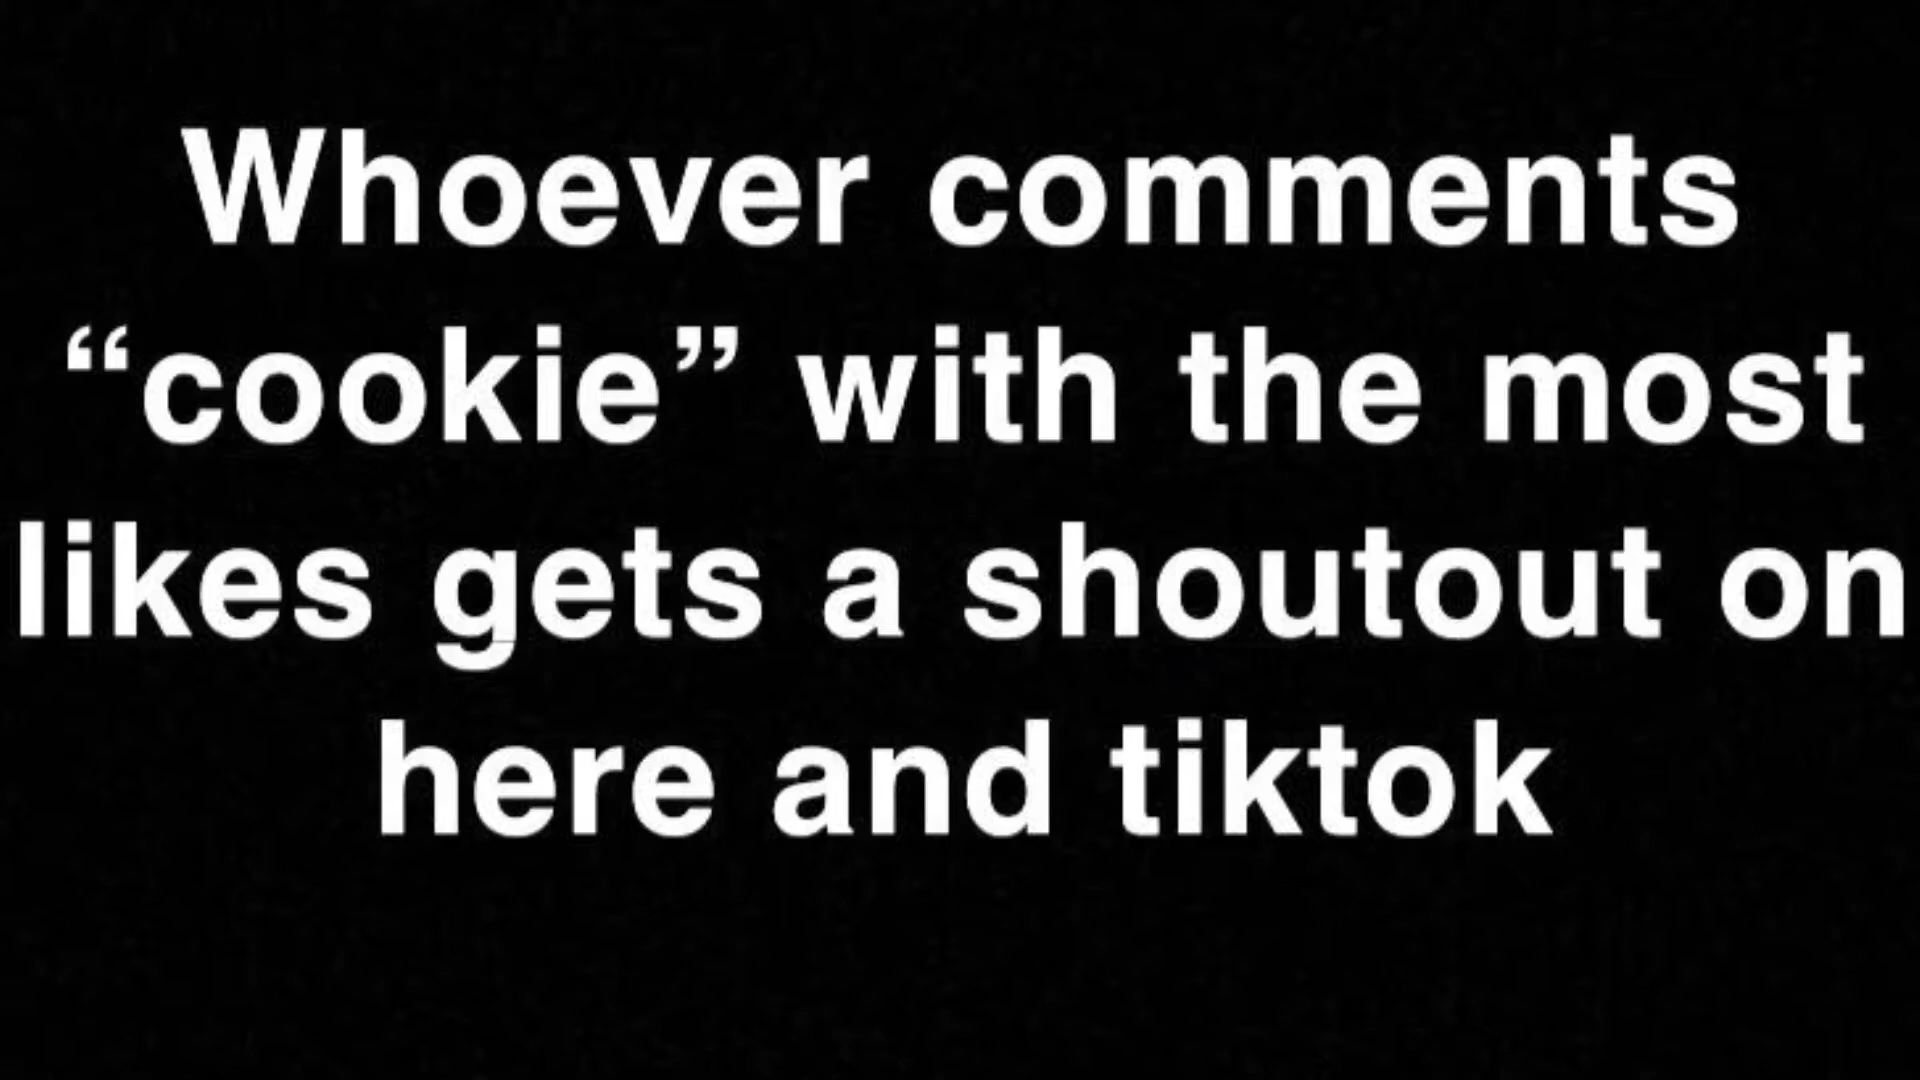 Whoever comments
“cookie” with the most
likes gets a shoutout on
here and tiktok